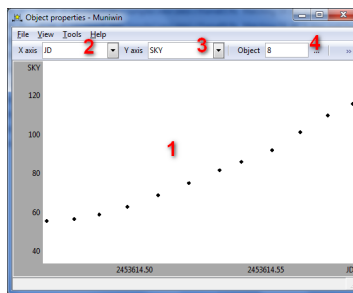 Object properties - Muniwin
File View Tools Help
X axis JD 2 Y axis SKY 3 Object 8 4 ... »
SKY
120
100
1
80
60
40
2453614.50 2453614.55 JD